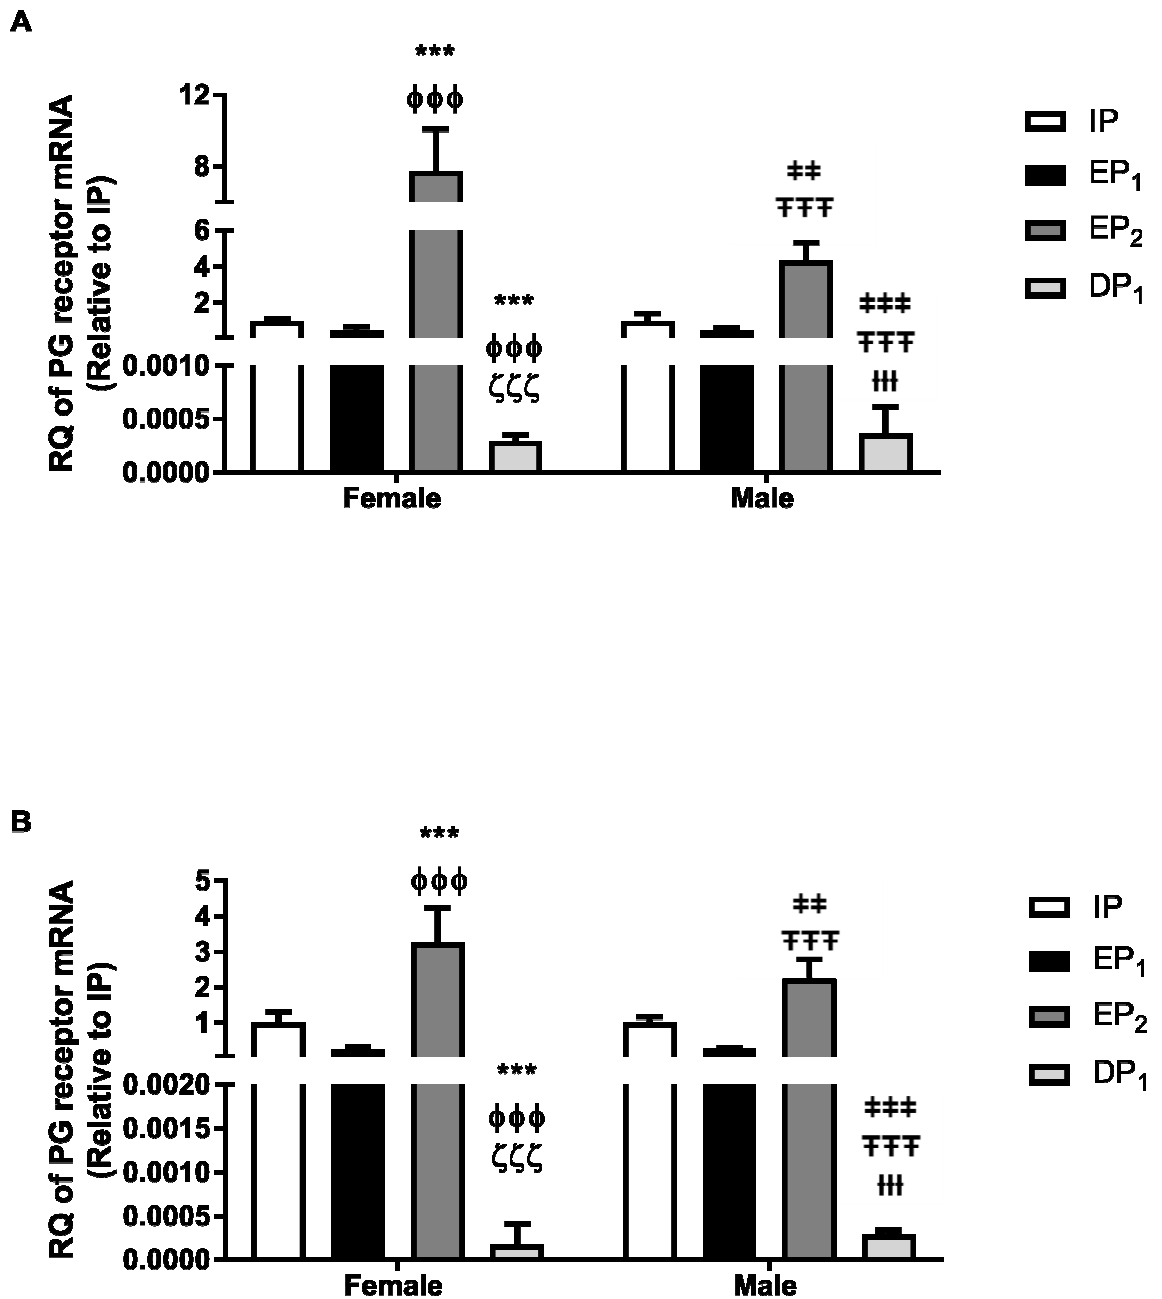 A
RQ of PG receptor mRNA
(Relative to IP)
12
8
6
4
2
0.0010
0.0005
0.0000
***
ϕϕϕ
***
ϕϕϕ
ζζζ
‡‡
ŦŦŦ
‡‡‡
ŦŦŦ
ƗƗƗ
Female
Male
IP
EP1
EP2
DP1
B
RQ of PG receptor mRNA
(Relative to IP)
5
4
3
2
1
0.0020
0.0015
0.0010
0.0005
0.0000
***
ϕϕϕ
***
ϕϕϕ
ζζζ
‡‡
ŦŦŦ
‡‡‡
ŦŦŦ
ƗƗƗ
Female
Male
IP
EP1
EP2
DP1